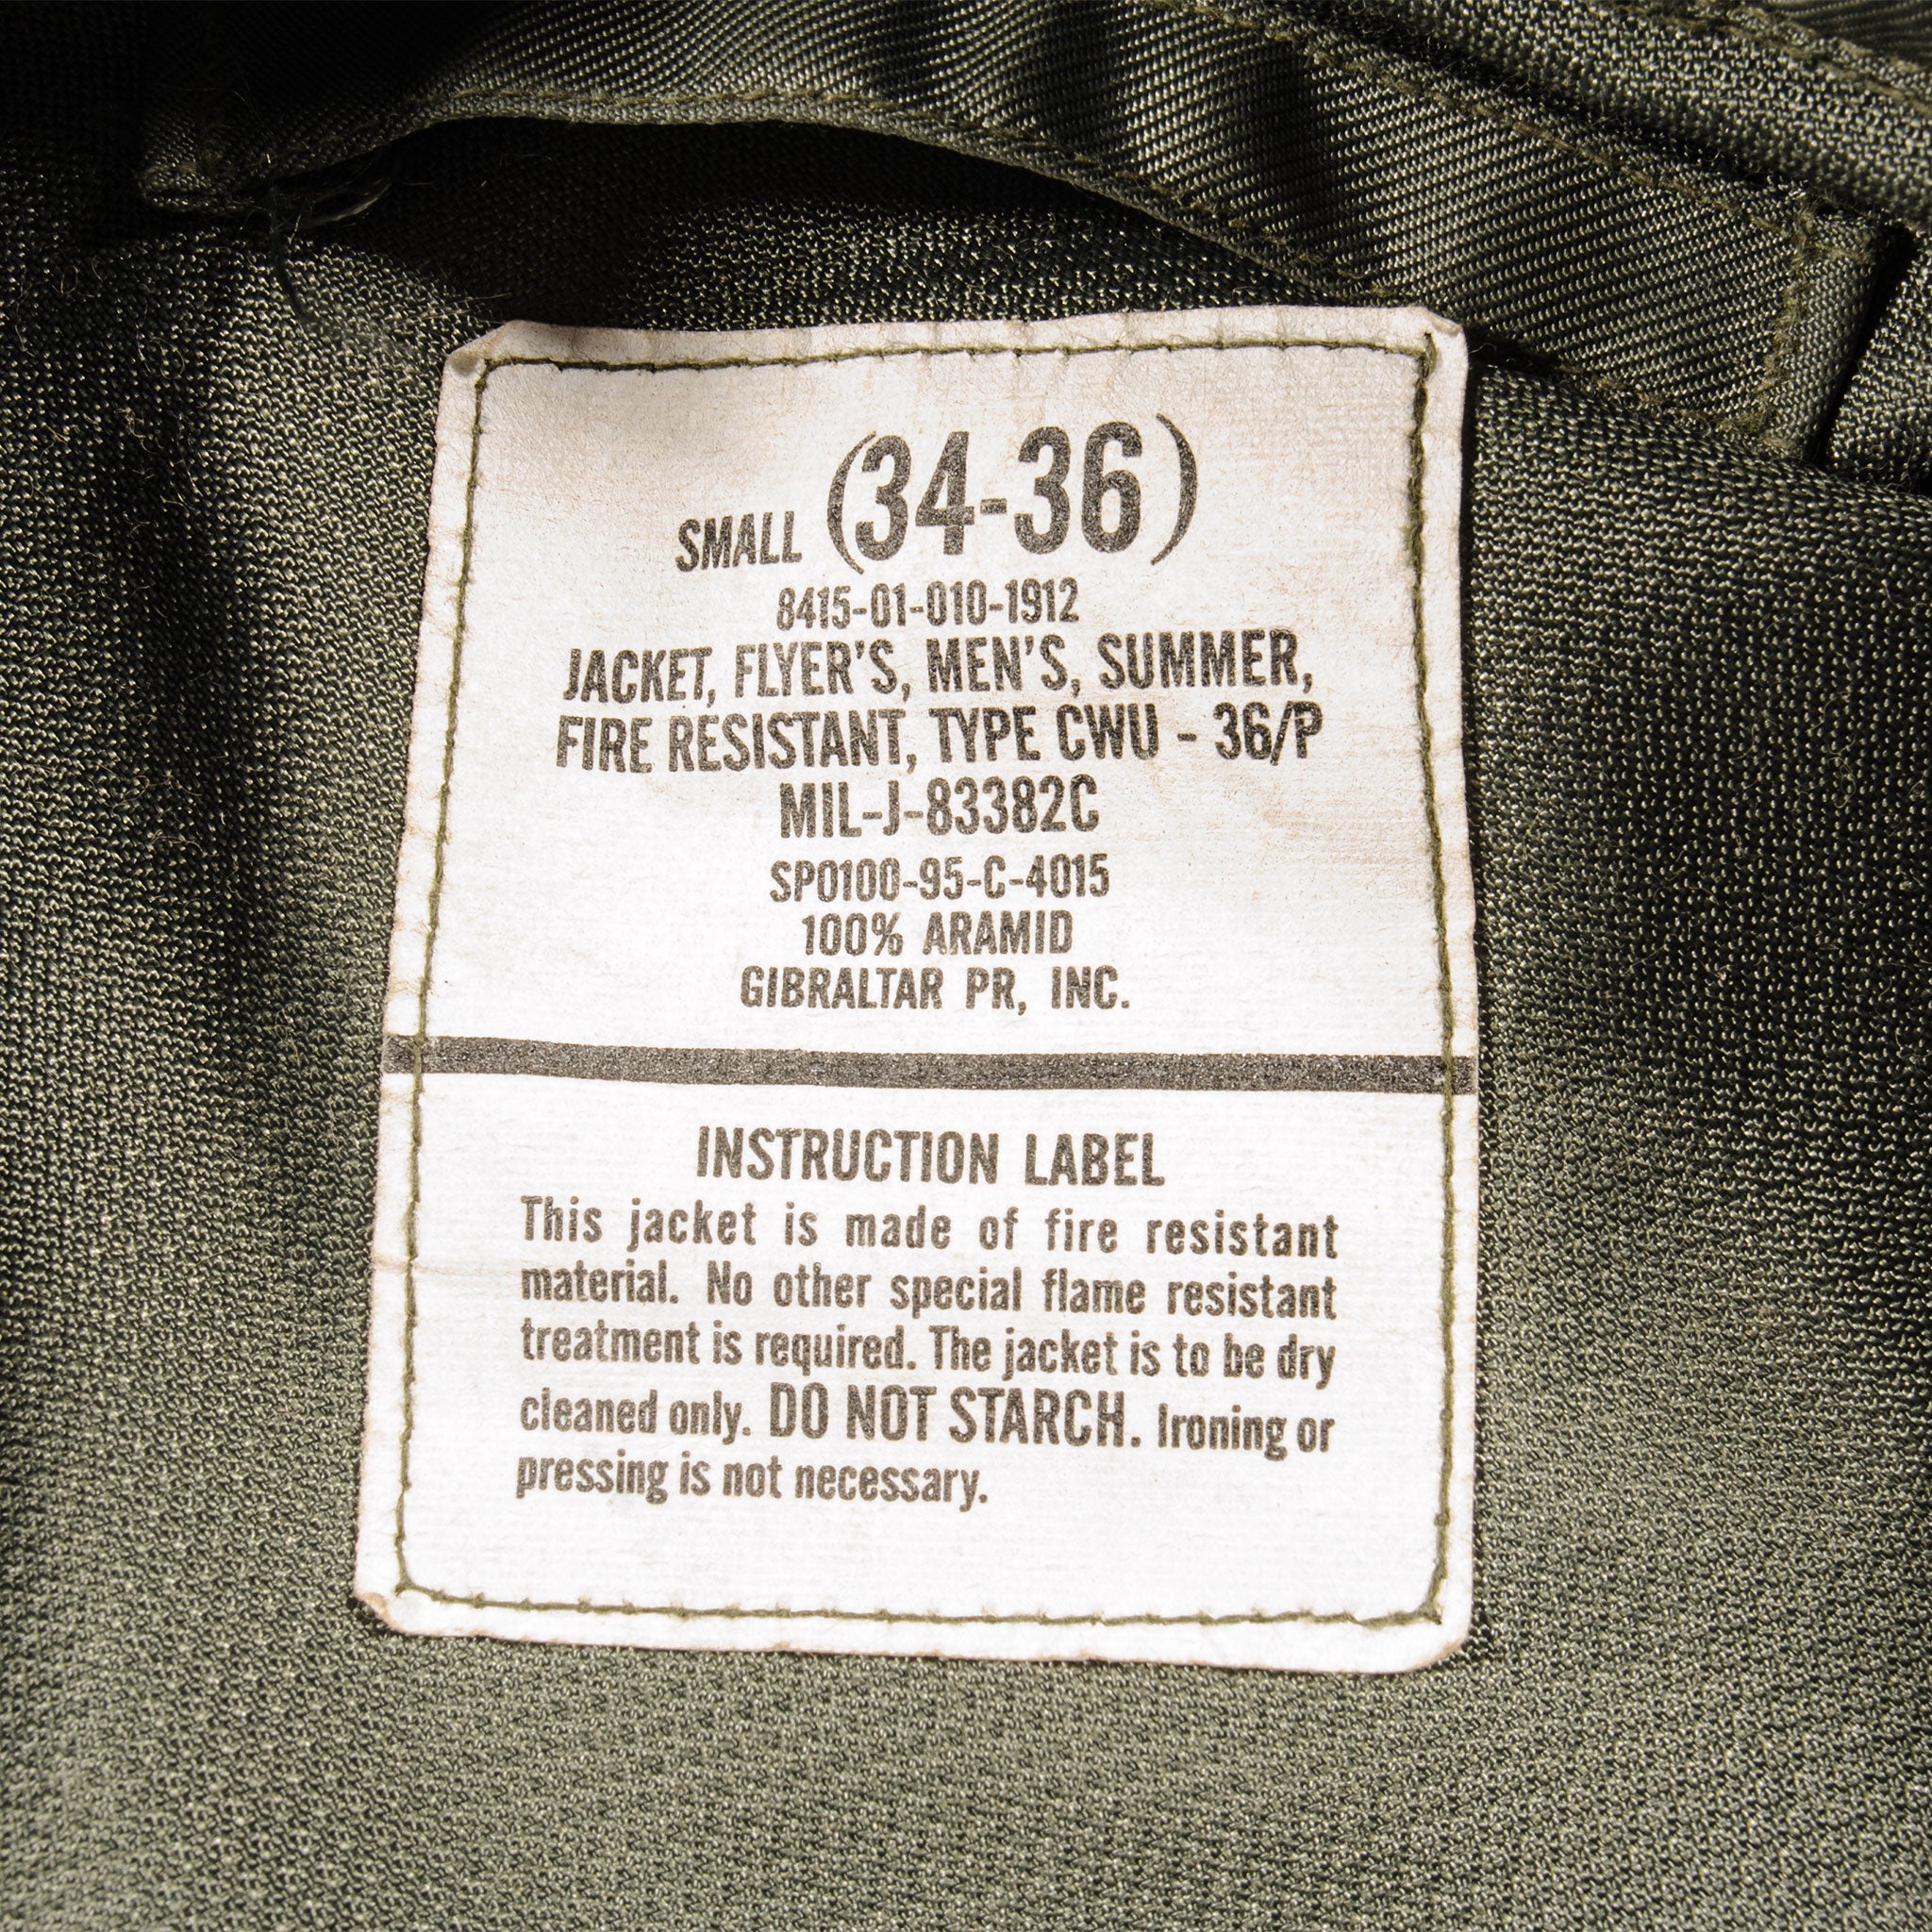 SMALL (34-36)
8415-01-010-1912
JACKET, FLYER'S, MEN'S, SUMMER,
FIRE RESISTANT, TYPE CWU - 36/P
MIL-J-83382C
SP0100-95-C-4015
100% ARAMID
GIBRALTAR PR, INC.
INSTRUCTION LABEL
This jacket is made of fire resistant
material. No other special flame resistant
treatment is required. The jacket is to be dry
cleaned only. DO NOT STARCH. Ironing or
pressing is not necessary.